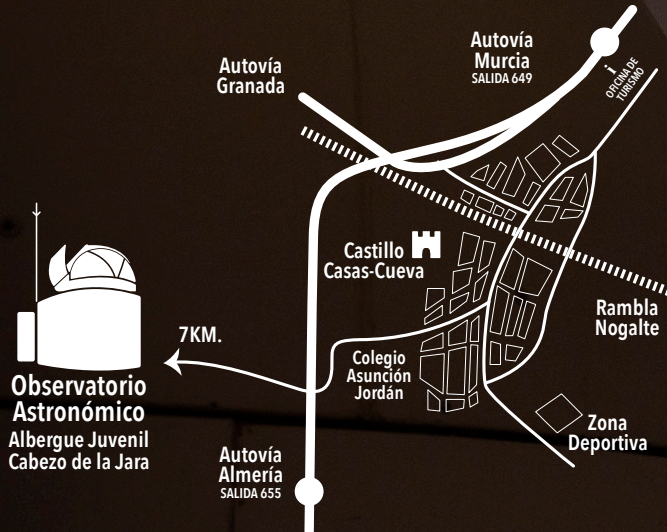 Autovía
Murcia
SALIDA 649
Autovía
Granada
i
OFICINA DE
TURISMO
Castillo
Casas-Cueva
Rambla
Nogalte
7KM.
Colegio
Asunción
Jordán
Observatorio
Astronómico
Albergue Juvenil
Cabezo de la Jara
Zona
Deportiva
Autovía
Almería
SALIDA 655